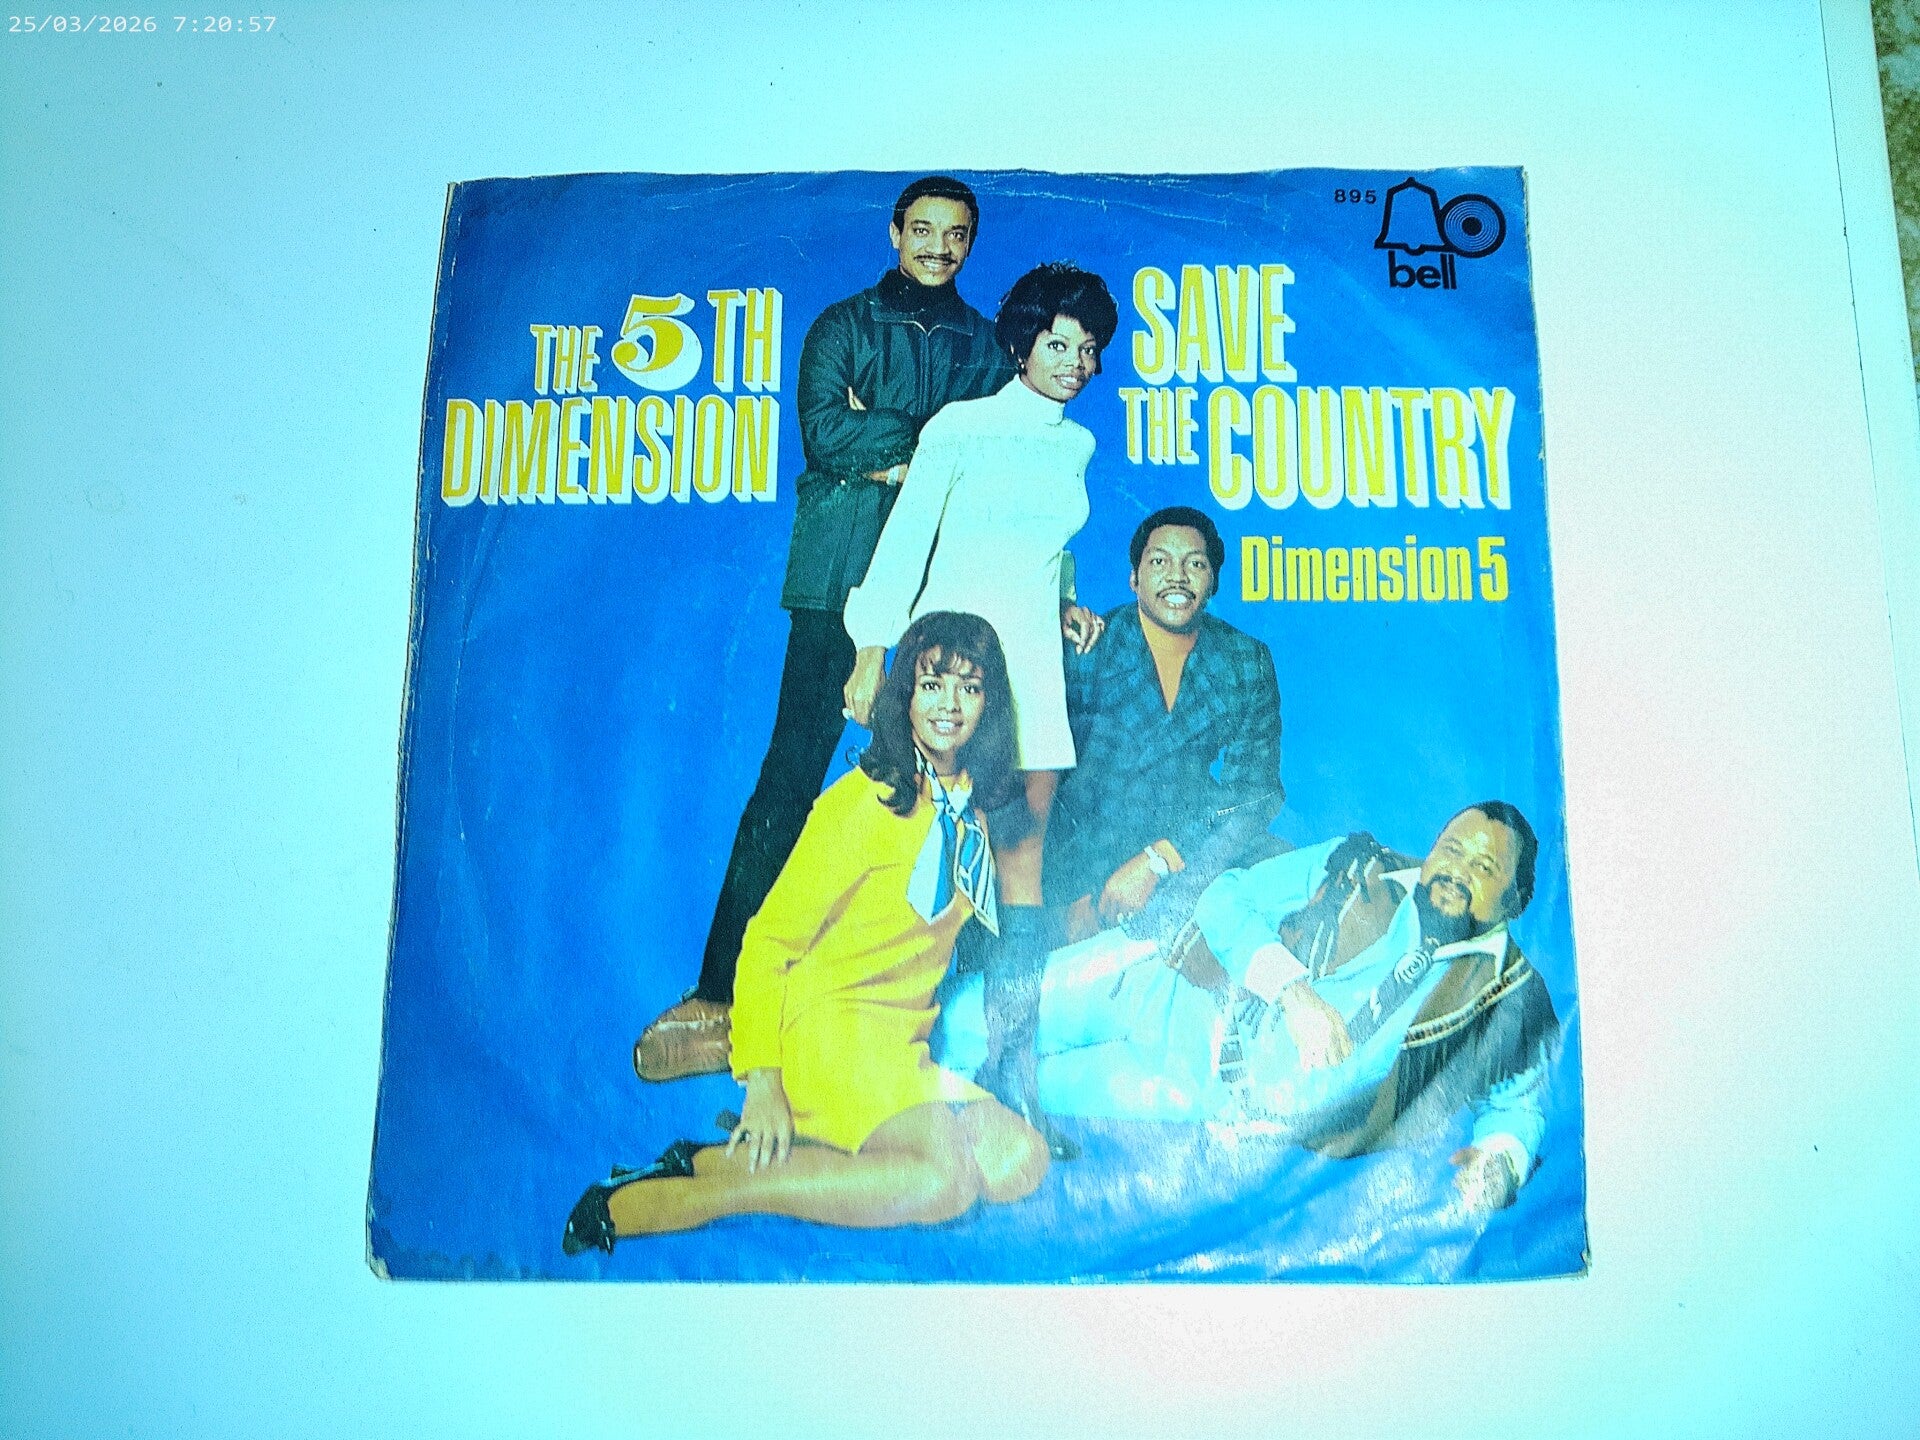 25/03/2026 7:20:57
895
bell
THE 5TH
DIMENSION
SAVE
THE COUNTRY
Dimension 5